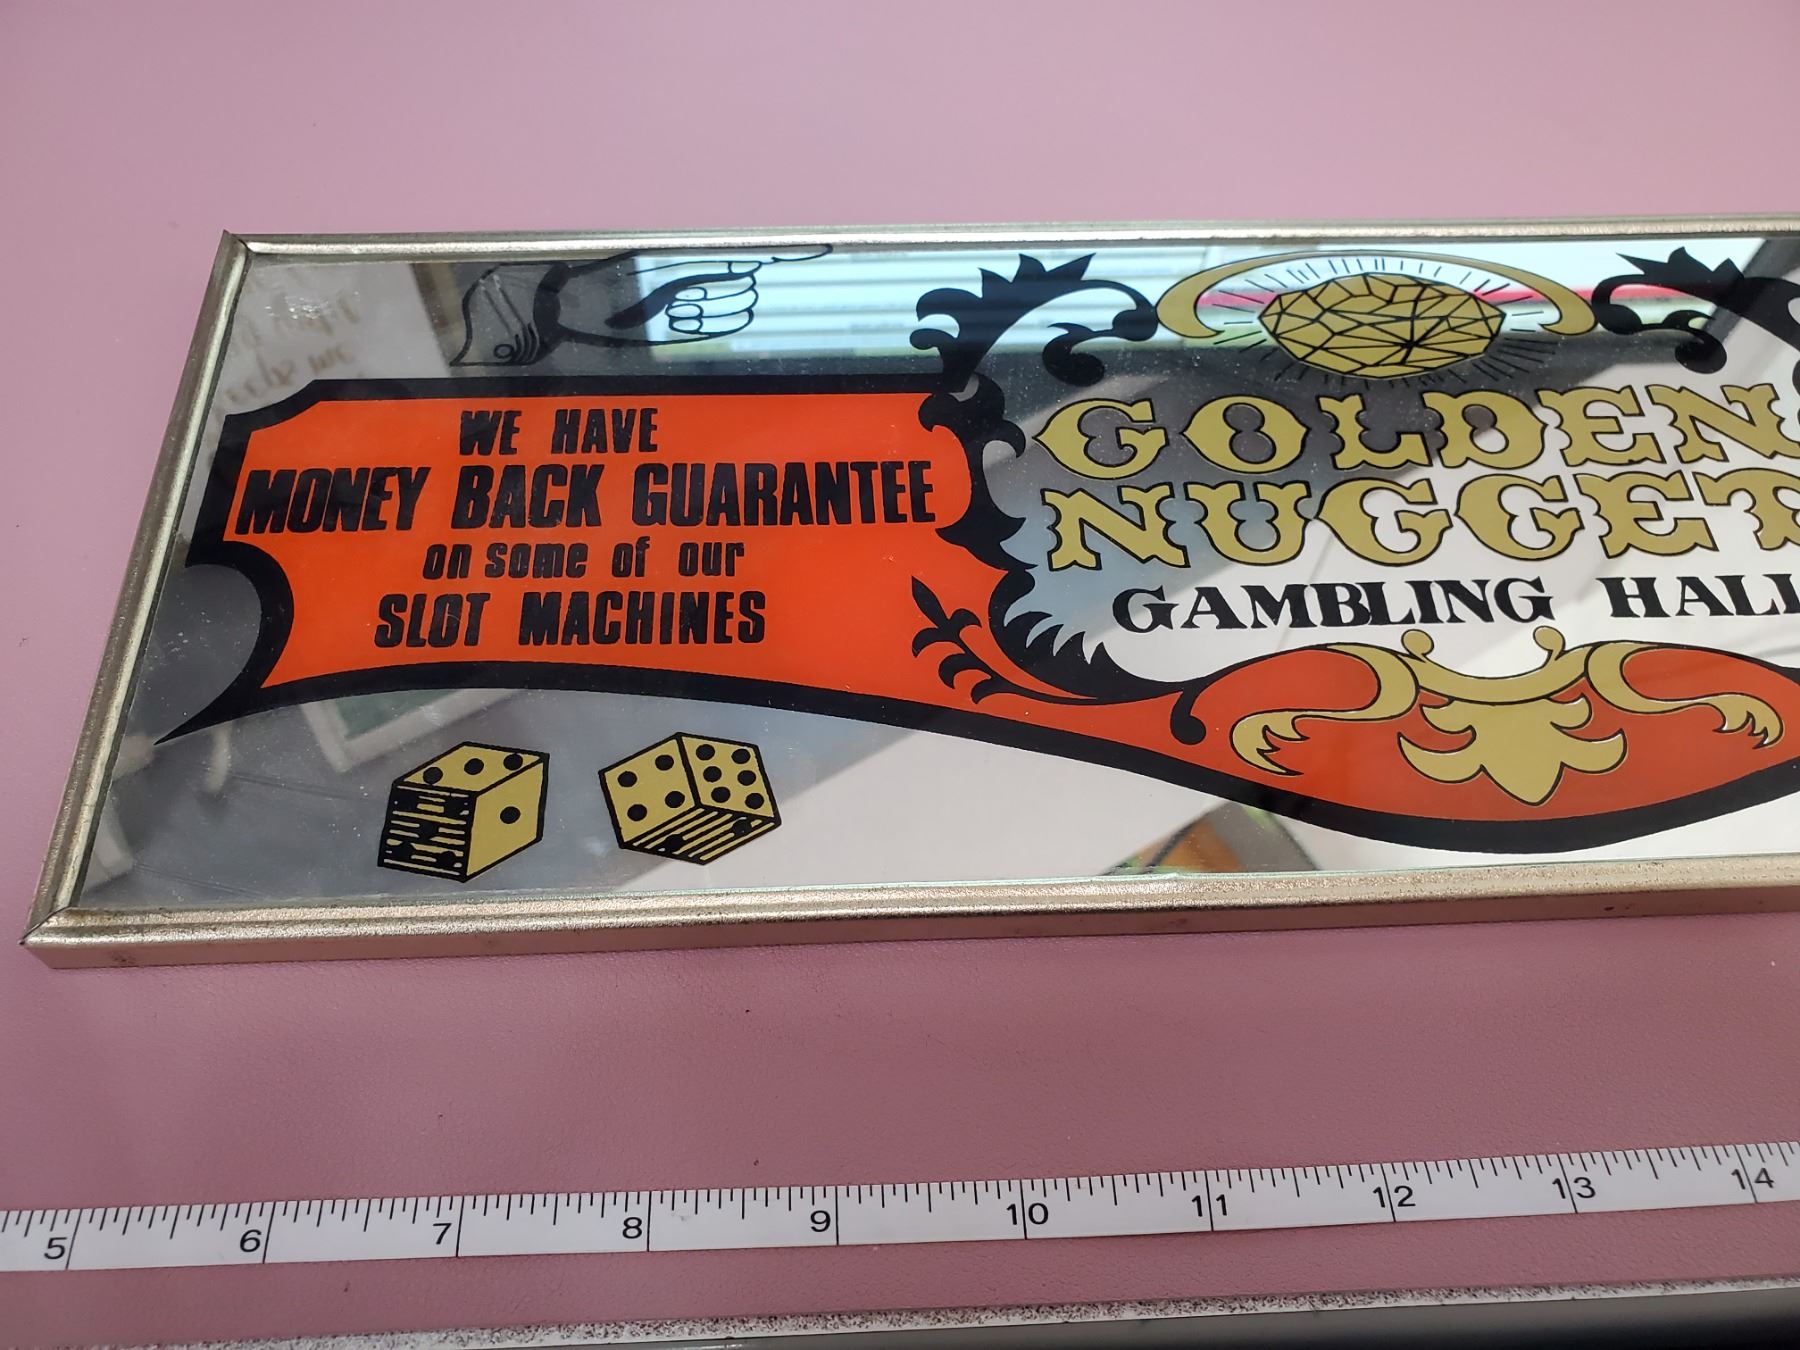 WE HAVE
MONEY BACK GUARANTEE
on some of our
SLOT MACHINES
GOLDEN
NUGGET
GAMBLING HALL
5 6 7 8 9 10 11 12 13 14